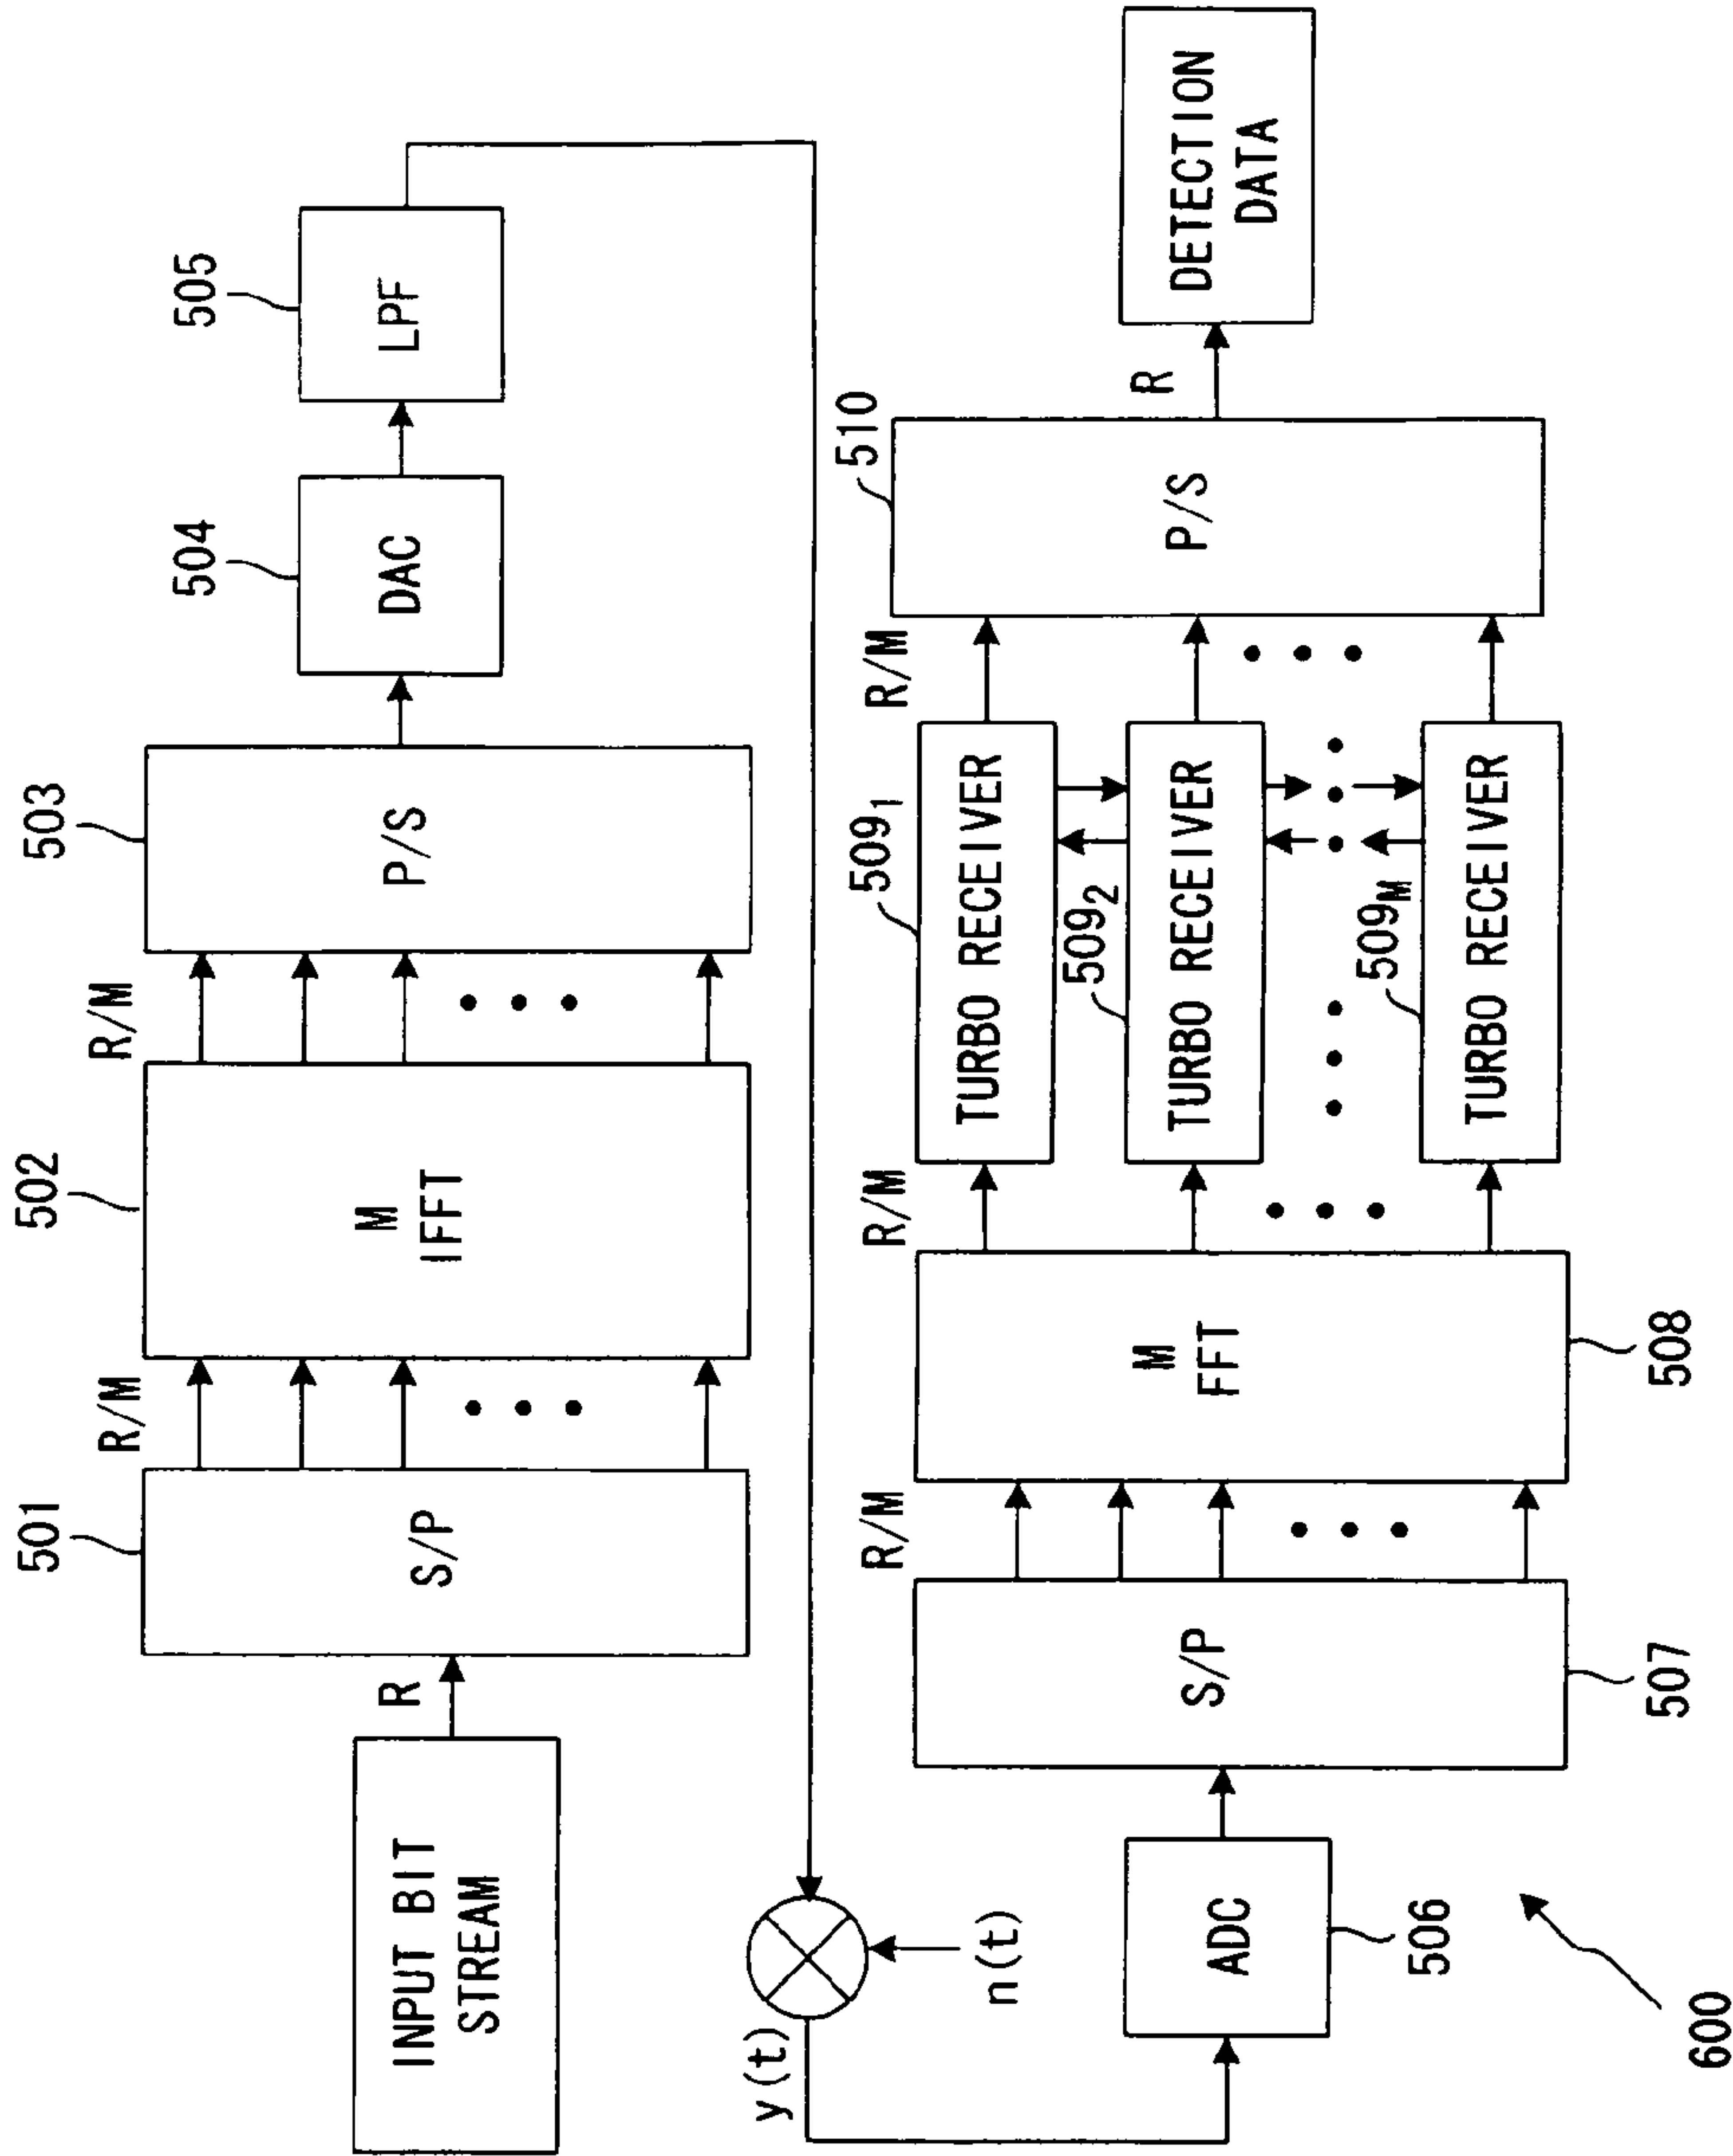 INPUT BIT
STREAM
R
501
S/P
R/M
502
M
IFFT
R/M
503
P/S
504
DAC
505
LPF
y(t)
n(t)
506
ADC
507
S/P
R/M
508
M
FFT
R/M
509₁
TURBO RECEIVER
509₂
TURBO RECEIVER
509M
TURBO RECEIVER
R/M
510
P/S
R
DETECTION
DATA
600